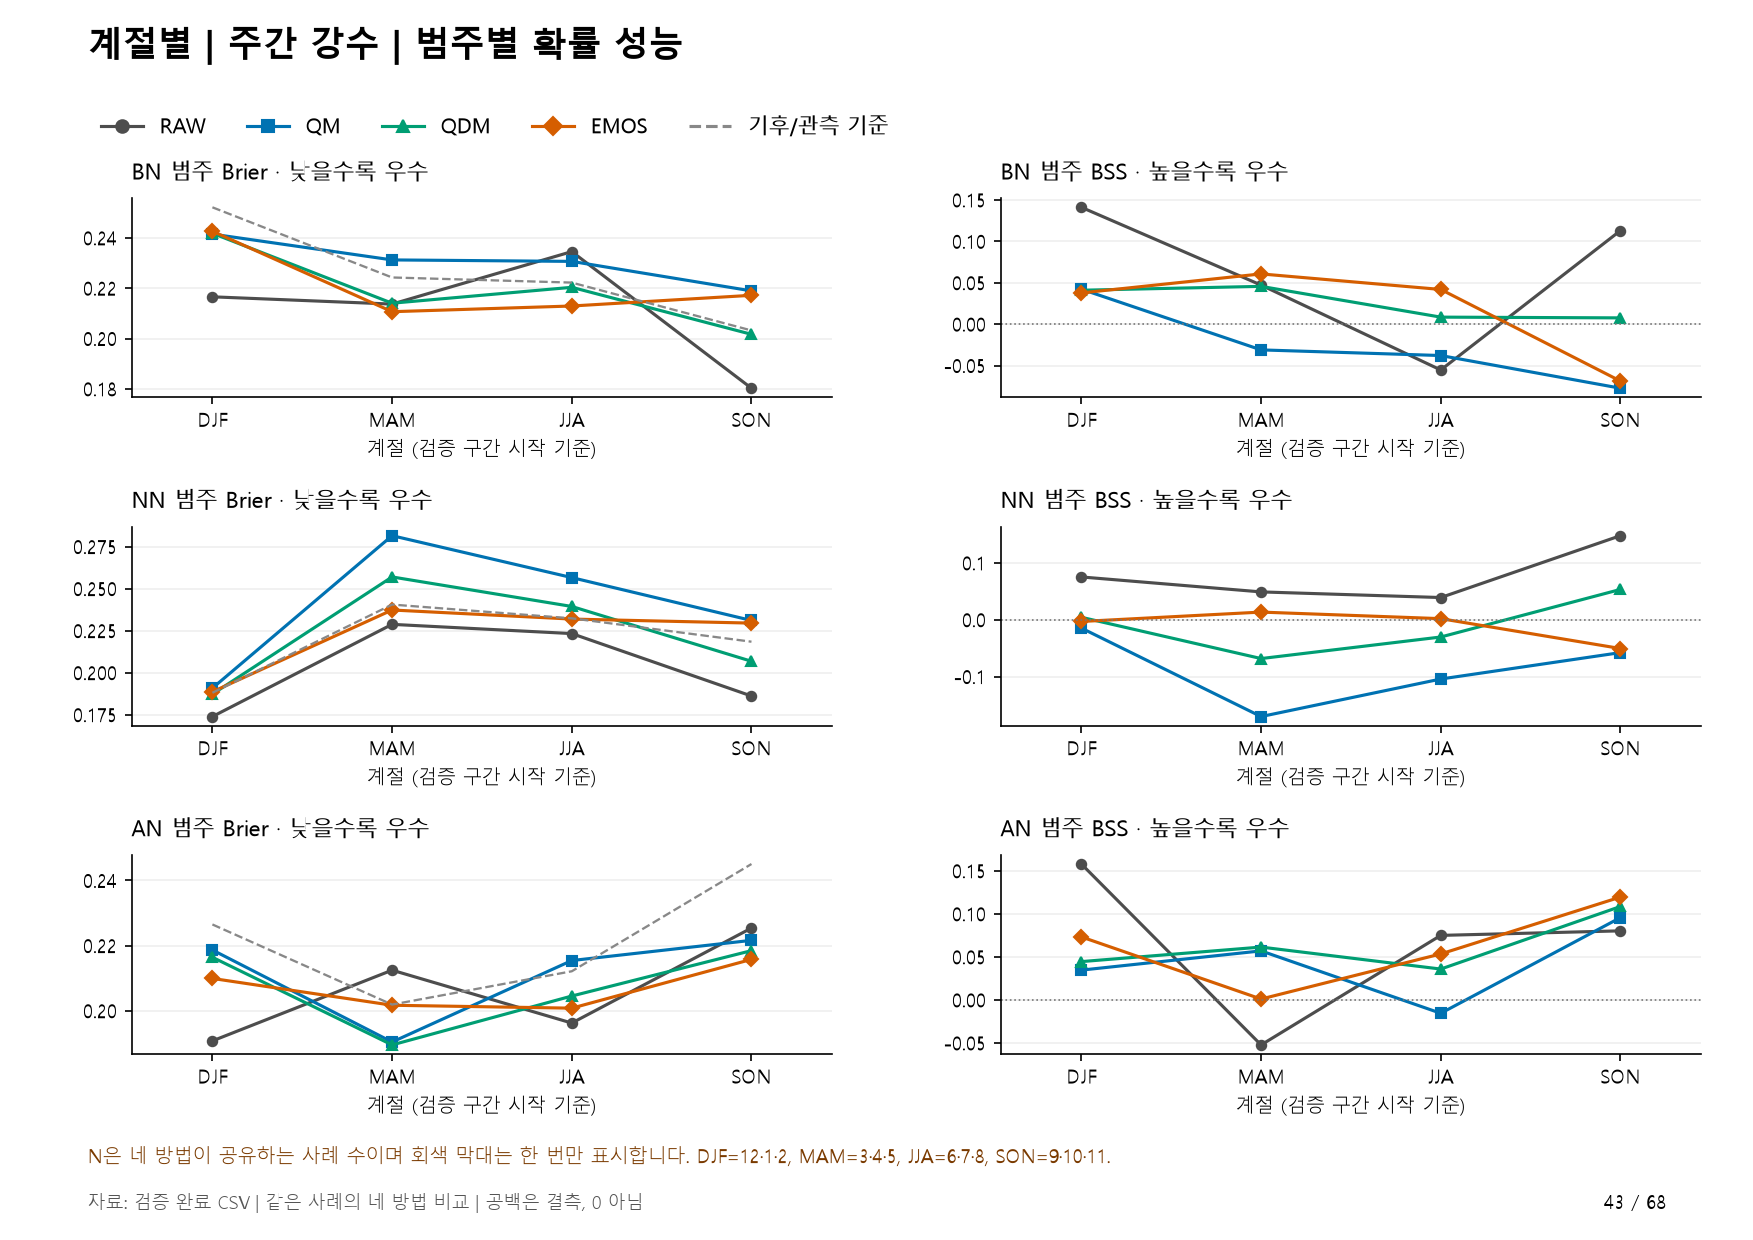 계절별 | 주간 강수 | 범주별 확률 성능
RAW QM QDM EMOS 기후/관측 기준
BN 범주 Brier · 낮을수록 우수
0.24
0.22
0.20
0.18
DJF MAM JJA SON
계절 (검증 구간 시작 기준)
BN 범주 BSS · 높을수록 우수
0.15
0.10
0.05
0.00
-0.05
DJF MAM JJA SON
계절 (검증 구간 시작 기준)
NN 범주 Brier · 낮을수록 우수
0.275
0.250
0.225
0.200
0.175
DJF MAM JJA SON
계절 (검증 구간 시작 기준)
NN 범주 BSS · 높을수록 우수
0.1
0.0
-0.1
DJF MAM JJA SON
계절 (검증 구간 시작 기준)
AN 범주 Brier · 낮을수록 우수
0.24
0.22
0.20
DJF MAM JJA SON
계절 (검증 구간 시작 기준)
AN 범주 BSS · 높을수록 우수
0.15
0.10
0.05
0.00
-0.05
DJF MAM JJA SON
계절 (검증 구간 시작 기준)
N은 네 방법이 공유하는 사례 수이며 회색 막대는 한 번만 표시합니다. DJF=12·1·2, MAM=3·4·5, JJA=6·7·8, SON=9·10·11.
자료: 검증 완료 CSV | 같은 사례의 네 방법 비교 | 공백은 결측, 0 아님
43 / 68